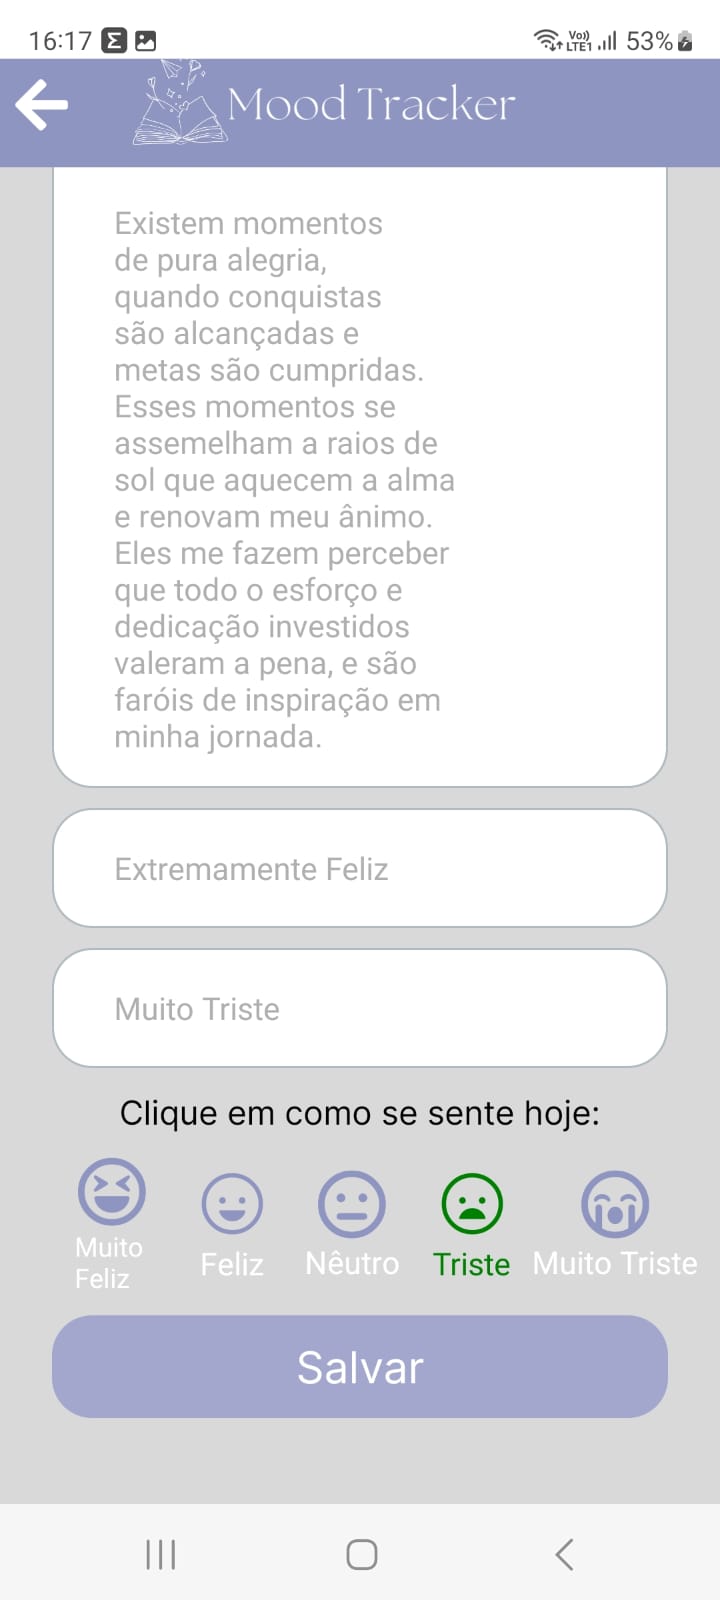 16:17
Vo)) LTE1 53%
Mood Tracker
Existem momentos
de pura alegria,
quando conquistas
são alcançadas e
metas são cumpridas.
Esses momentos se
assemelham a raios de
sol que aquecem a alma
e renovam meu ânimo.
Eles me fazem perceber
que todo o esforço e
dedicação investidos
valeram a pena, e são
faróis de inspiração em
minha jornada.
Extremamente Feliz
Muito Triste
Clique em como se sente hoje:
Muito
Feliz
Feliz
Nêutro
Triste
Muito Triste
Salvar